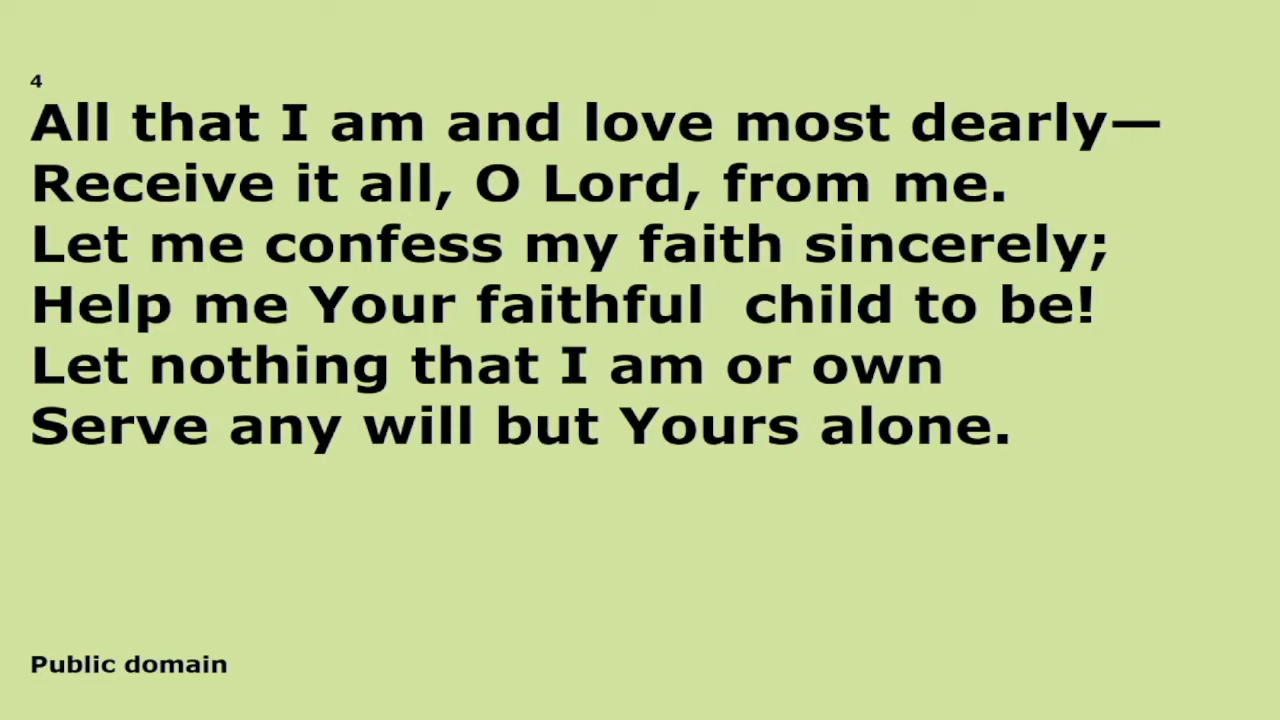 4
All that I am and love most dearly—
Receive it all, O Lord, from me.
Let me confess my faith sincerely;
Help me Your faithful  child to be!
Let nothing that I am or own
Serve any will but Yours alone.
Public domain